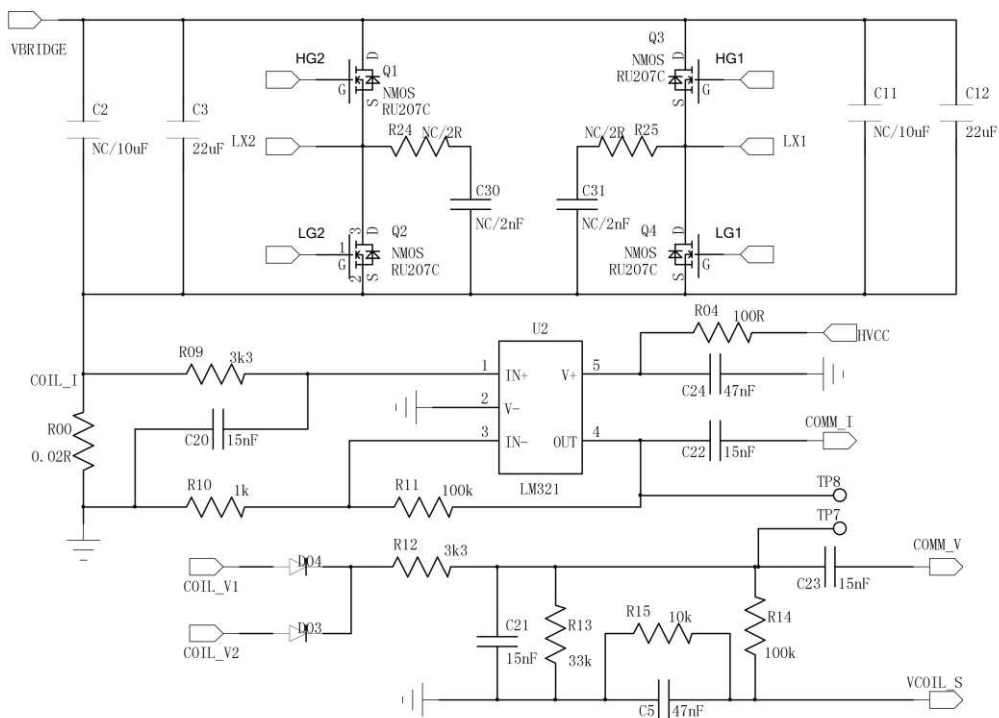 VBRIDGE
C2
NC/10uF
C3
22uF
HG2
D
Q1
G
NMOS
RU207C
S
LX2
R24
NC/2R
C30
NC/2nF
LG2
1
3
D
Q2
G
NMOS
RU207C
2
S
Q3
D
NMOS
RU207C
HG1
G
S
NC/2R
R25
LX1
C31
NC/2nF
D
Q4
NMOS
RU207C
LG1
G
S
C11
NC/10uF
C12
22uF
COIL_I
R00
0.02R
R09
3k3
C20
15nF
R10
1k
R11
100k
U2
1
IN+
V+
5
2
V-
3
IN-
OUT
4
LM321
R04
100R
HVCC
C24
47nF
COMM_I
C22
15nF
TP8
TP7
COIL_V1
D04
COIL_V2
D03
R12
3k3
C21
15nF
R13
33k
R15
10k
C5
47nF
R14
100k
C23
15nF
COMM_V
VCOIL_S